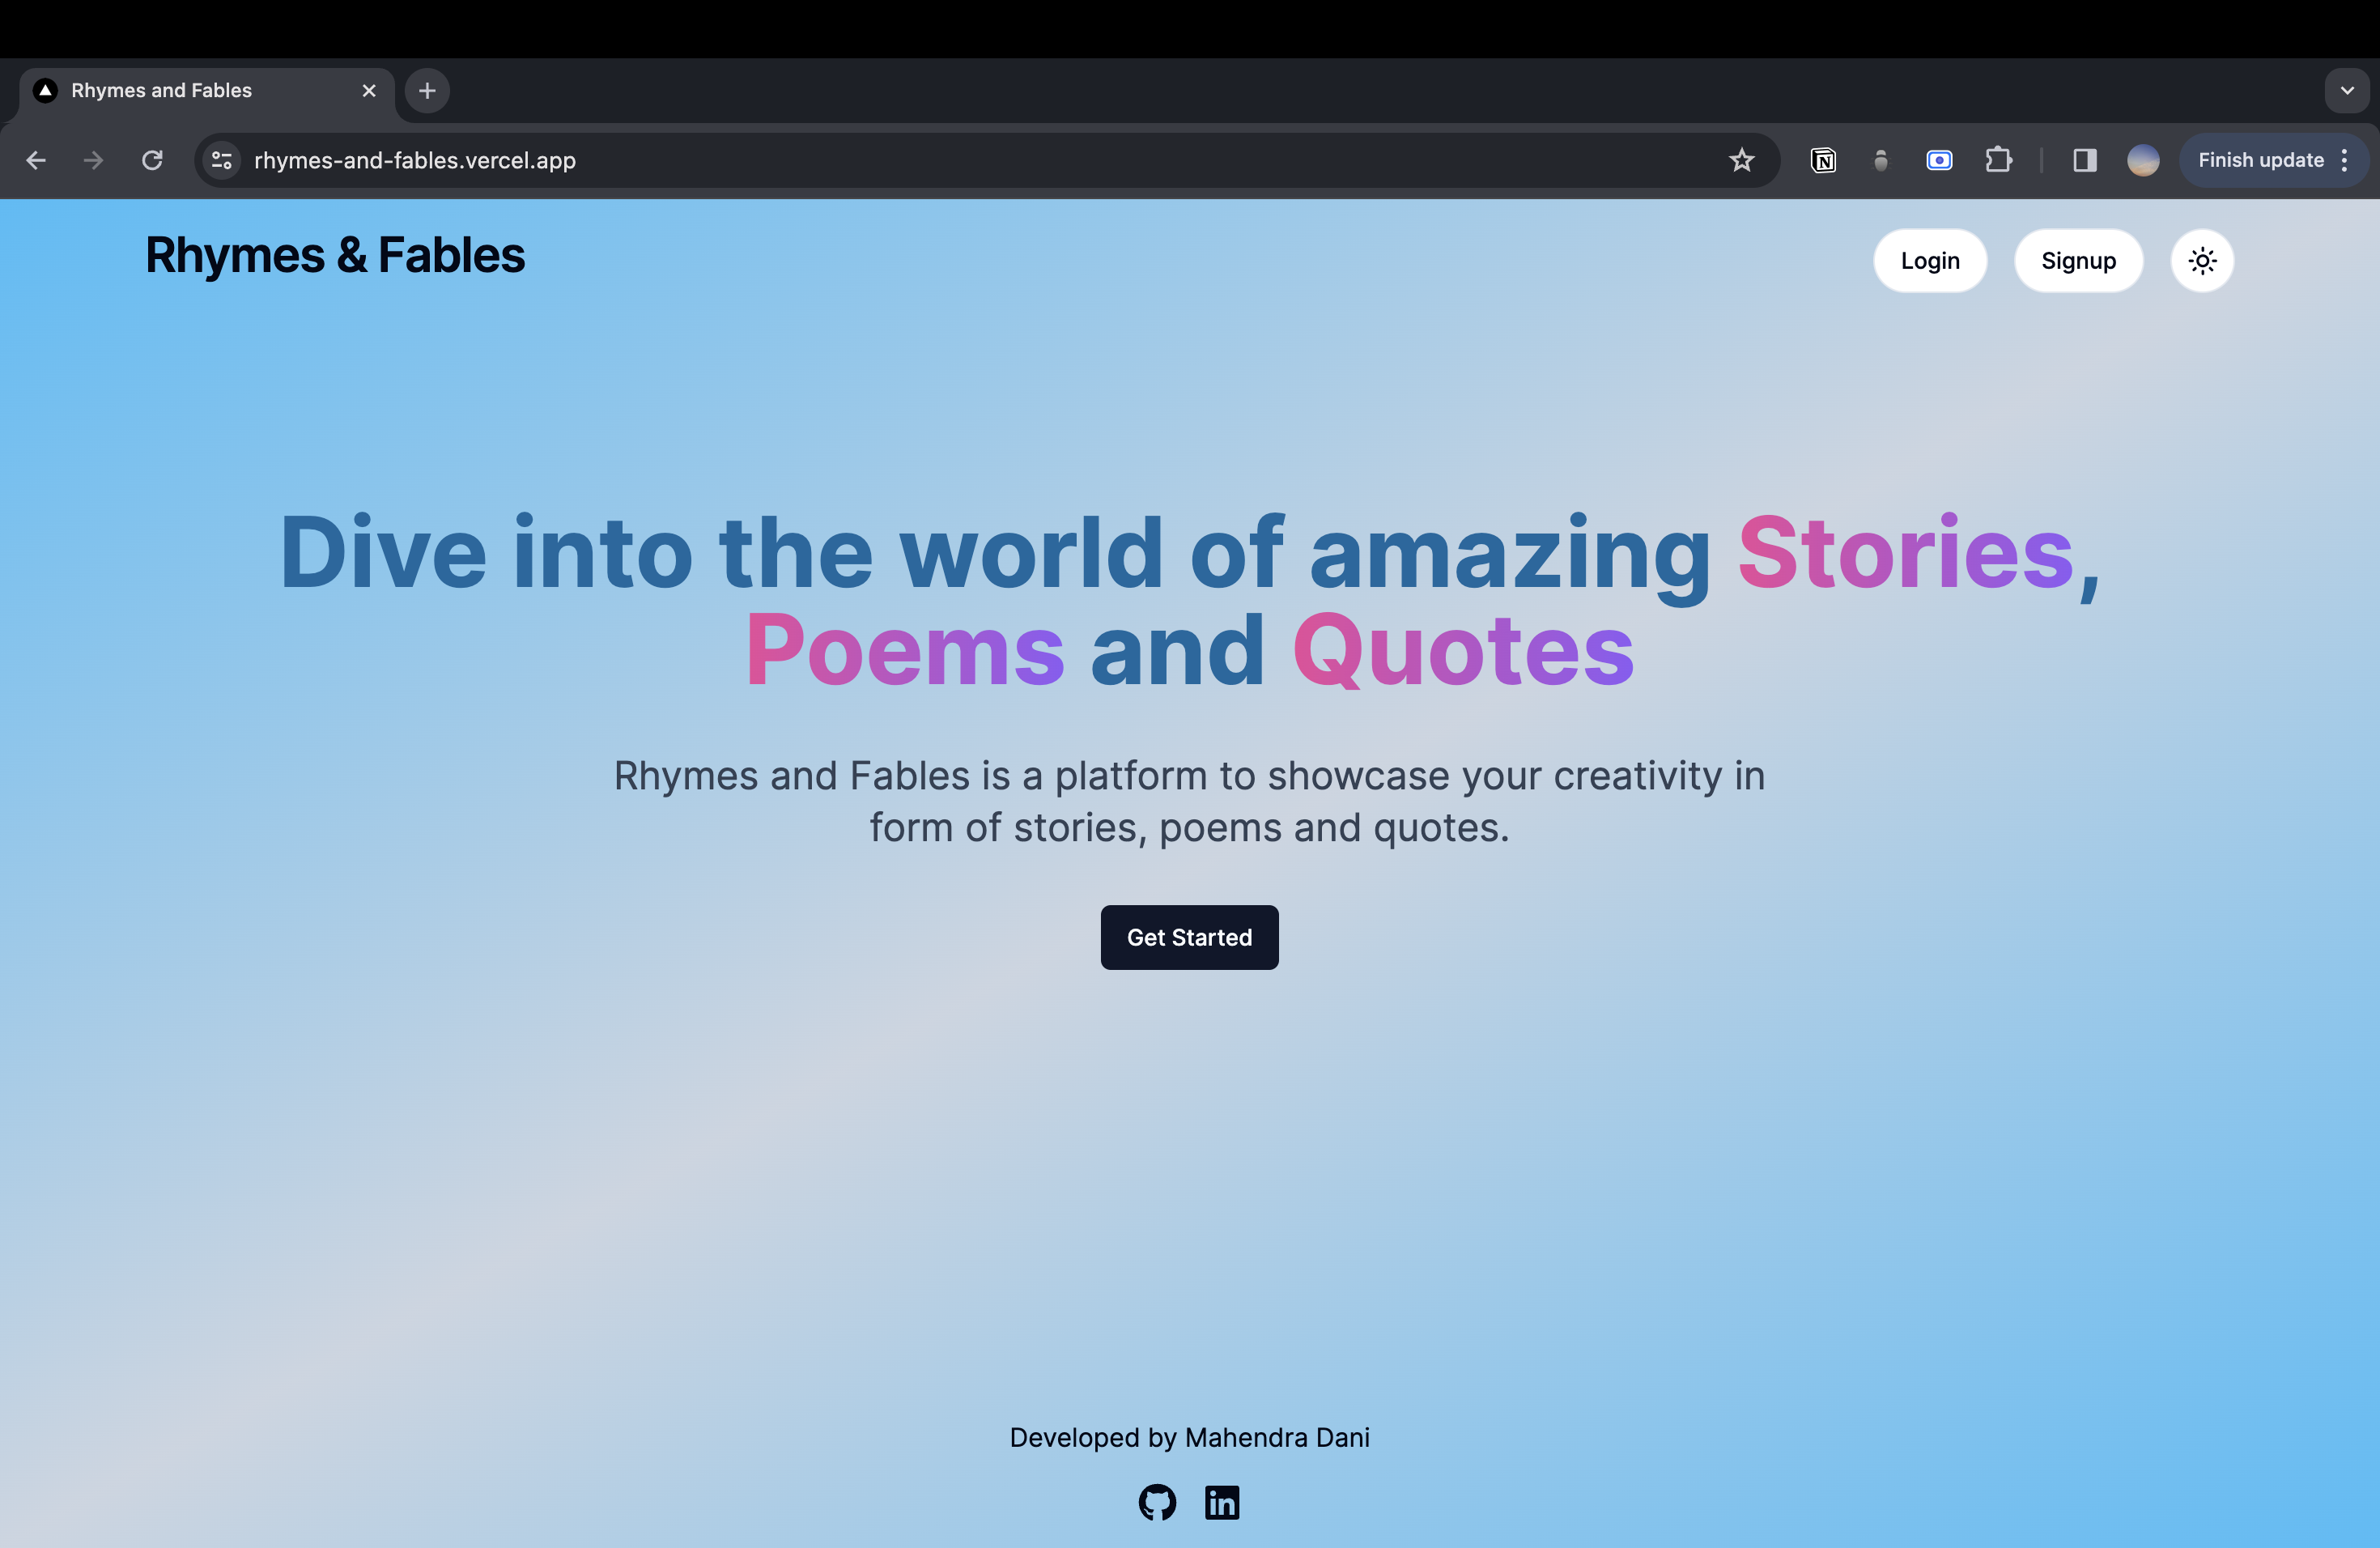 Rhymes and Fables
rhymes-and-fables.vercel.app
Finish update
Rhymes & Fables
Login
Signup
Dive into the world of amazing Stories,
Poems and Quotes
Rhymes and Fables is a platform to showcase your creativity in
form of stories, poems and quotes.
Get Started
Developed by Mahendra Dani